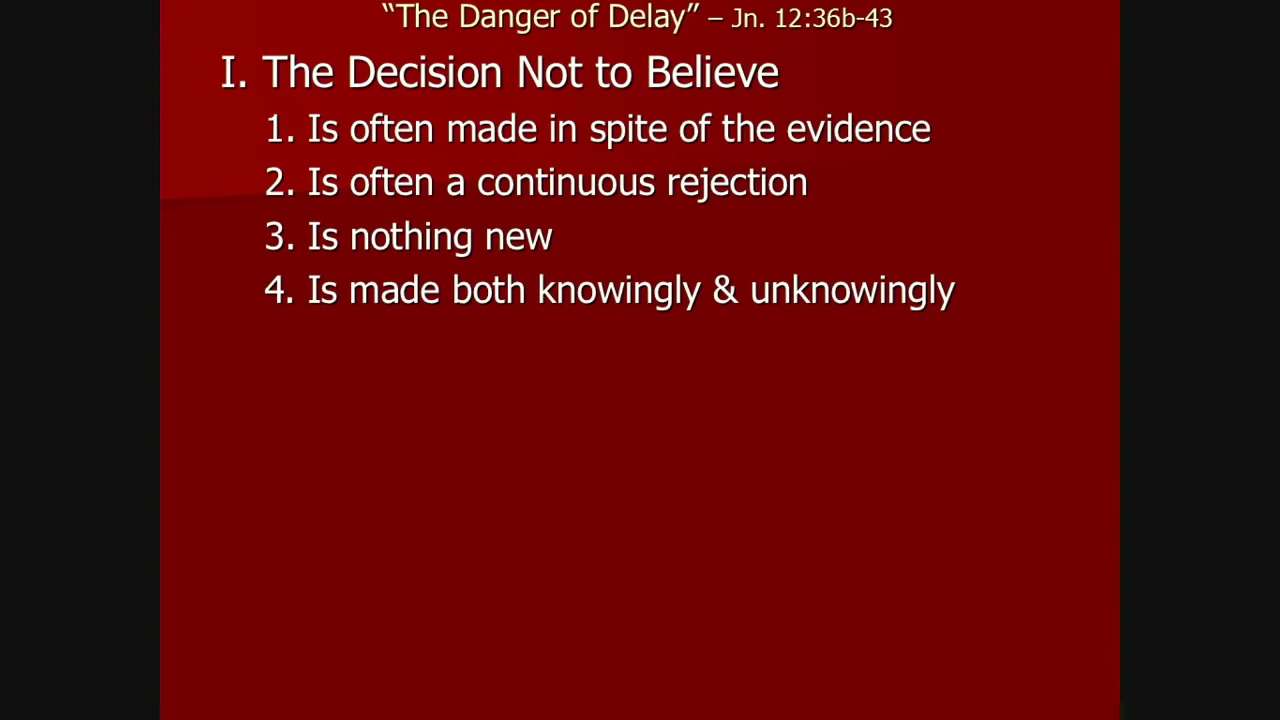 “The Danger of Delay” – Jn. 12:36b-43
I. The Decision Not to Believe
1. Is often made in spite of the evidence
2. Is often a continuous rejection
3. Is nothing new
4. Is made both knowingly & unknowingly